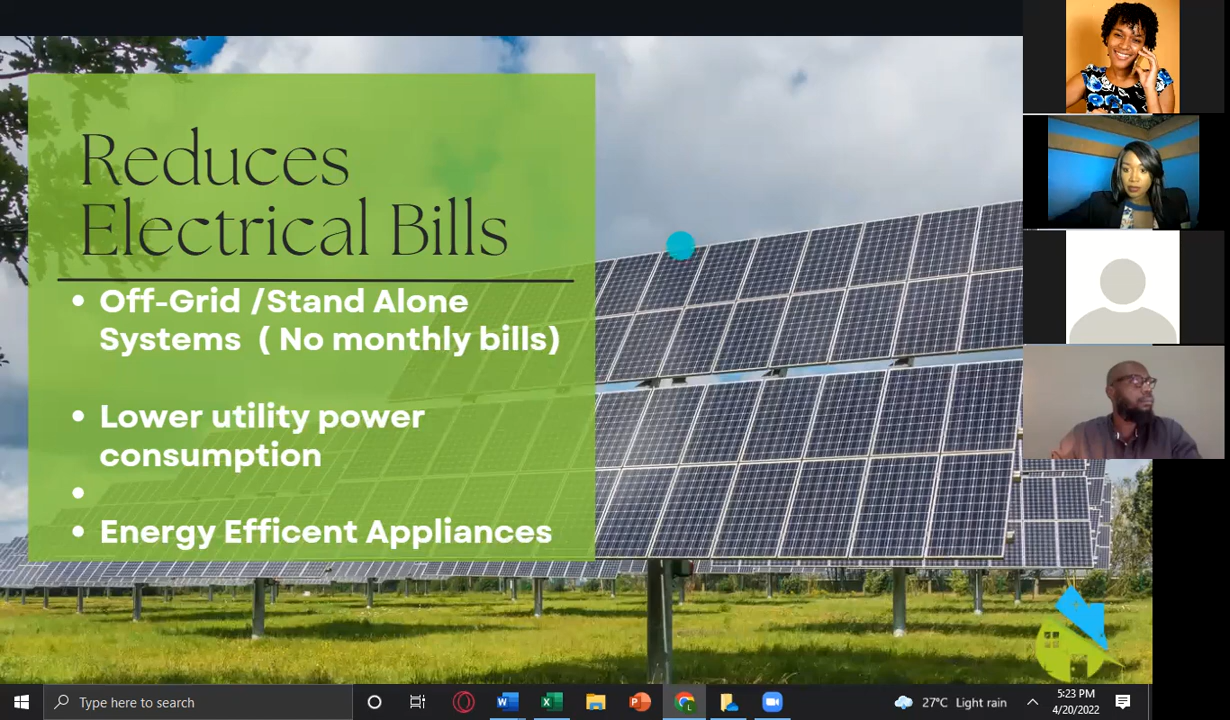 Reduces
Electrical Bills
• Off-Grid /Stand Alone
Systems ( No monthly bills)
• Lower utility power
consumption
•
• Energy Efficent Appliances
Type here to search
27°C Light rain
5:23 PM
4/20/2022